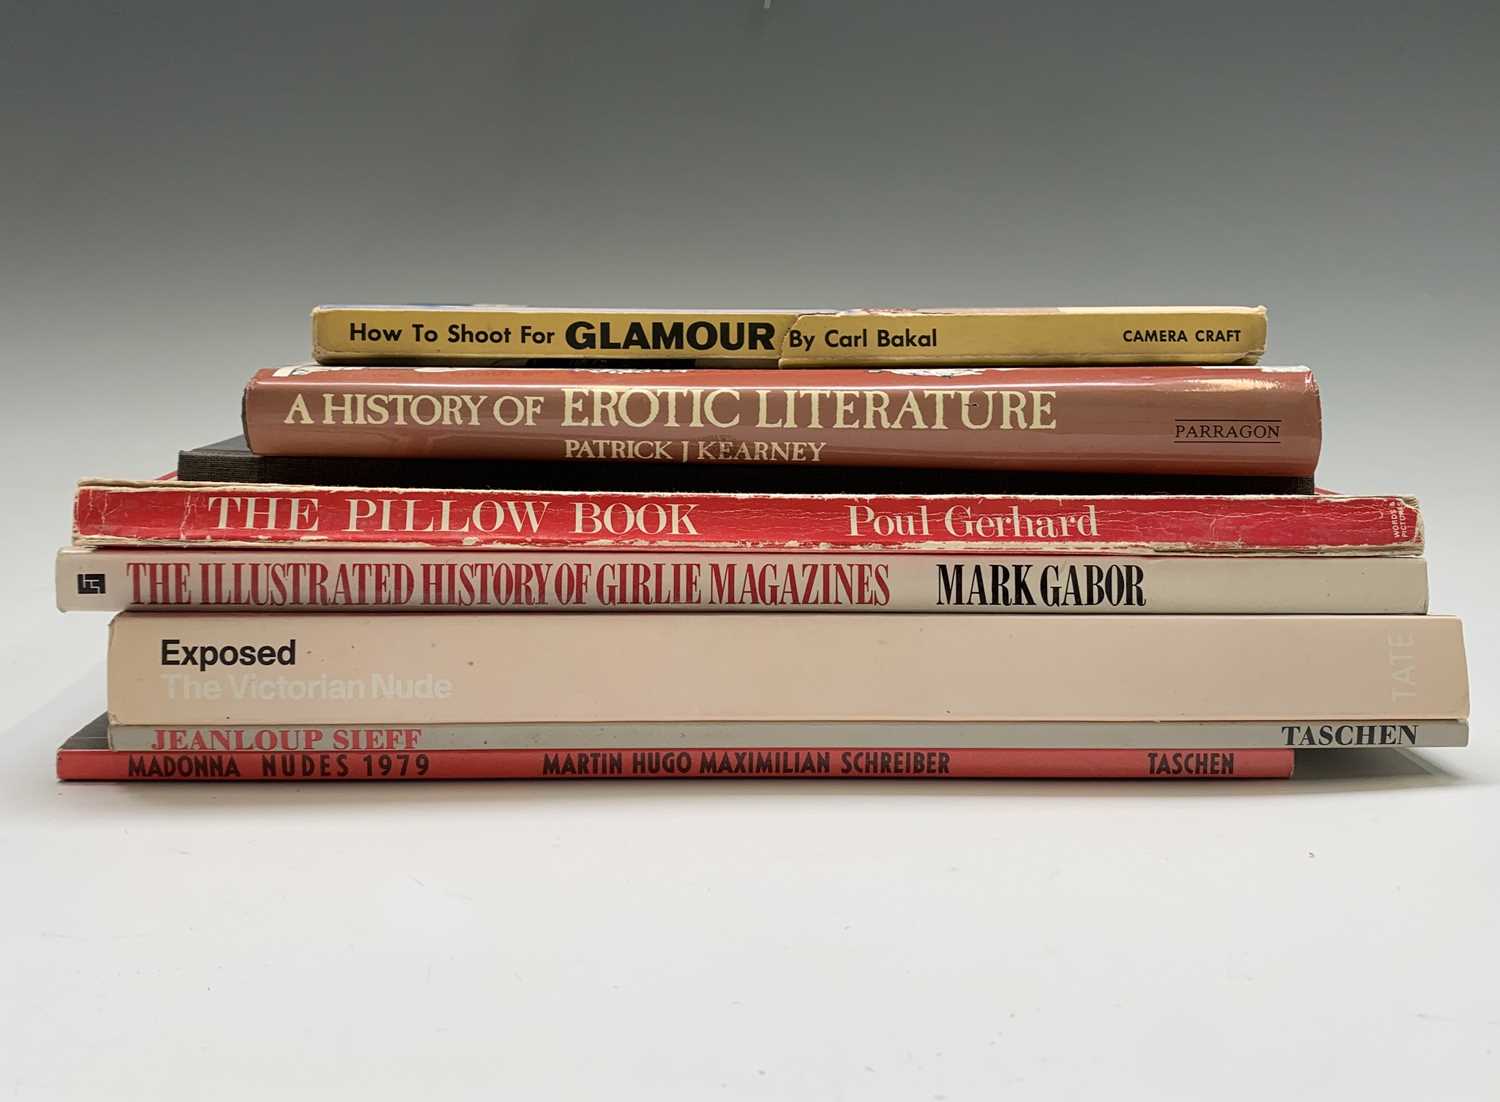 How To Shoot For GLAMOUR By Carl Bakal CAMERA CRAFT
A HISTORY OF EROTIC LITERATURE
PATRICK J KEARNEY
PARRAGON
THE PILLOW BOOK Poul Gerhard WORDS & PICTURES
THE ILLUSTRATED HISTORY OF GIRLIE MAGAZINES MARK GABOR
Exposed
The Victorian Nude
TATE
JEANLOUP SIEFF TASCHEN
MADONNA NUDES 1979 MARTIN HUGO MAXIMILIAN SCHREIBER TASCHEN